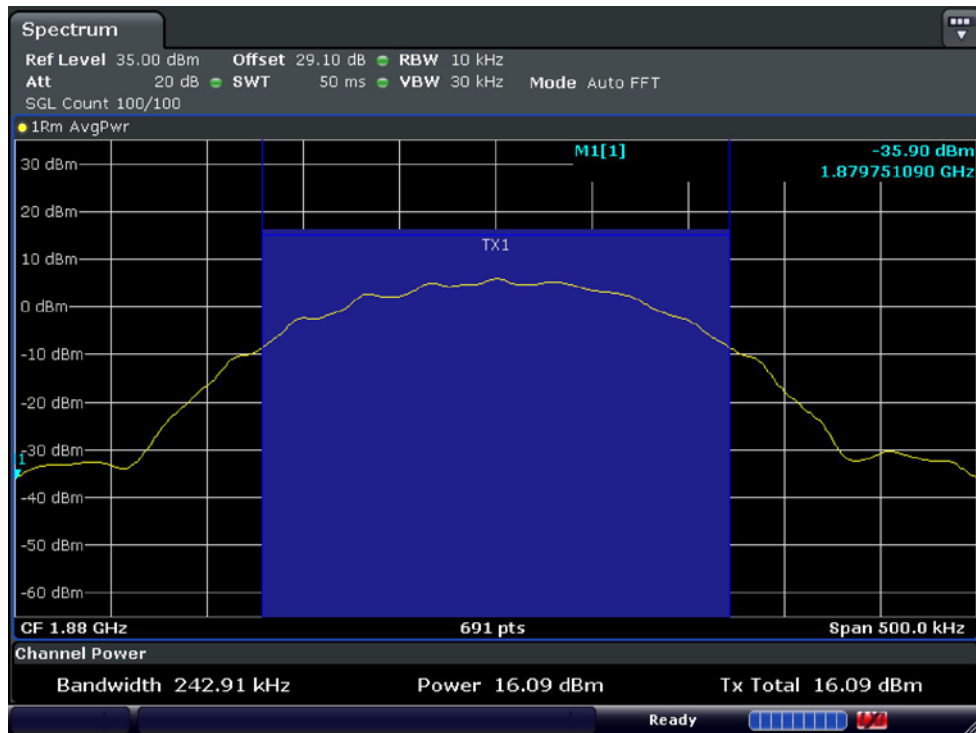 Spectrum
Ref Level 35.00 dBm Offset 29.10 dB RBW 10 kHz
Att 20 dB SWT 50 ms VBW 30 kHz Mode Auto FFT
SGL Count 100/100
1Rm AvgPwr
M1[1] -35.90 dBm
1.879751090 GHz
30 dBm
20 dBm
TX1
10 dBm
0 dBm
-10 dBm
-20 dBm
-30 dBm
1
-40 dBm
-50 dBm
-60 dBm
CF 1.88 GHz 691 pts Span 500.0 kHz
Channel Power
Bandwidth 242.91 kHz Power 16.09 dBm Tx Total 16.09 dBm
Ready